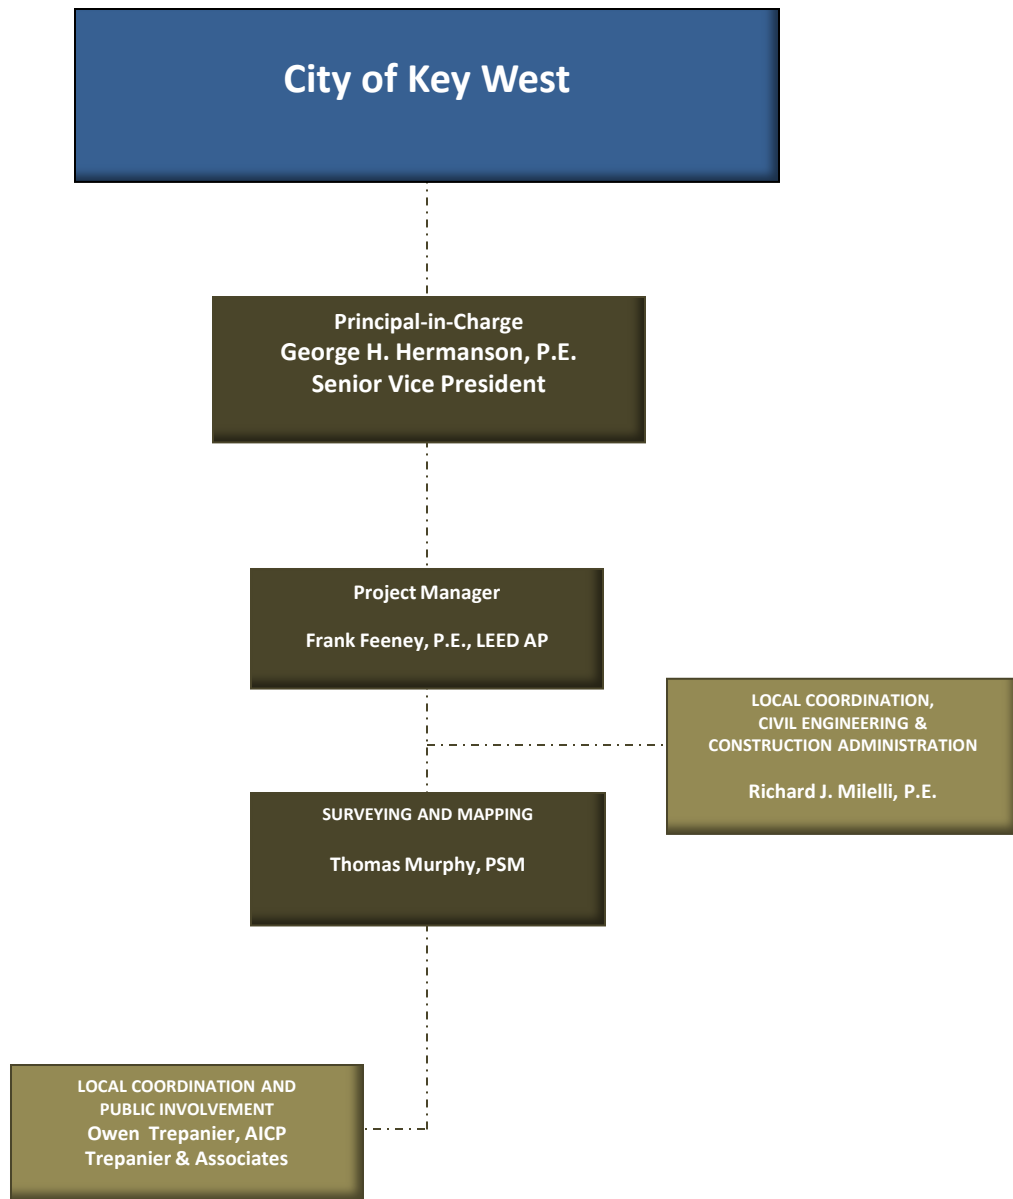 City of Key West
Principal-in-Charge
George H. Hermanson, P.E.
Senior Vice President
Project Manager
Frank Feeney, P.E., LEED AP
LOCAL COORDINATION,
CIVIL ENGINEERING &
CONSTRUCTION ADMINISTRATION
Richard J. Milelli, P.E.
SURVEYING AND MAPPING
Thomas Murphy, PSM
LOCAL COORDINATION AND
PUBLIC INVOLVEMENT
Owen Trepanier, AICP
Trepanier & Associates